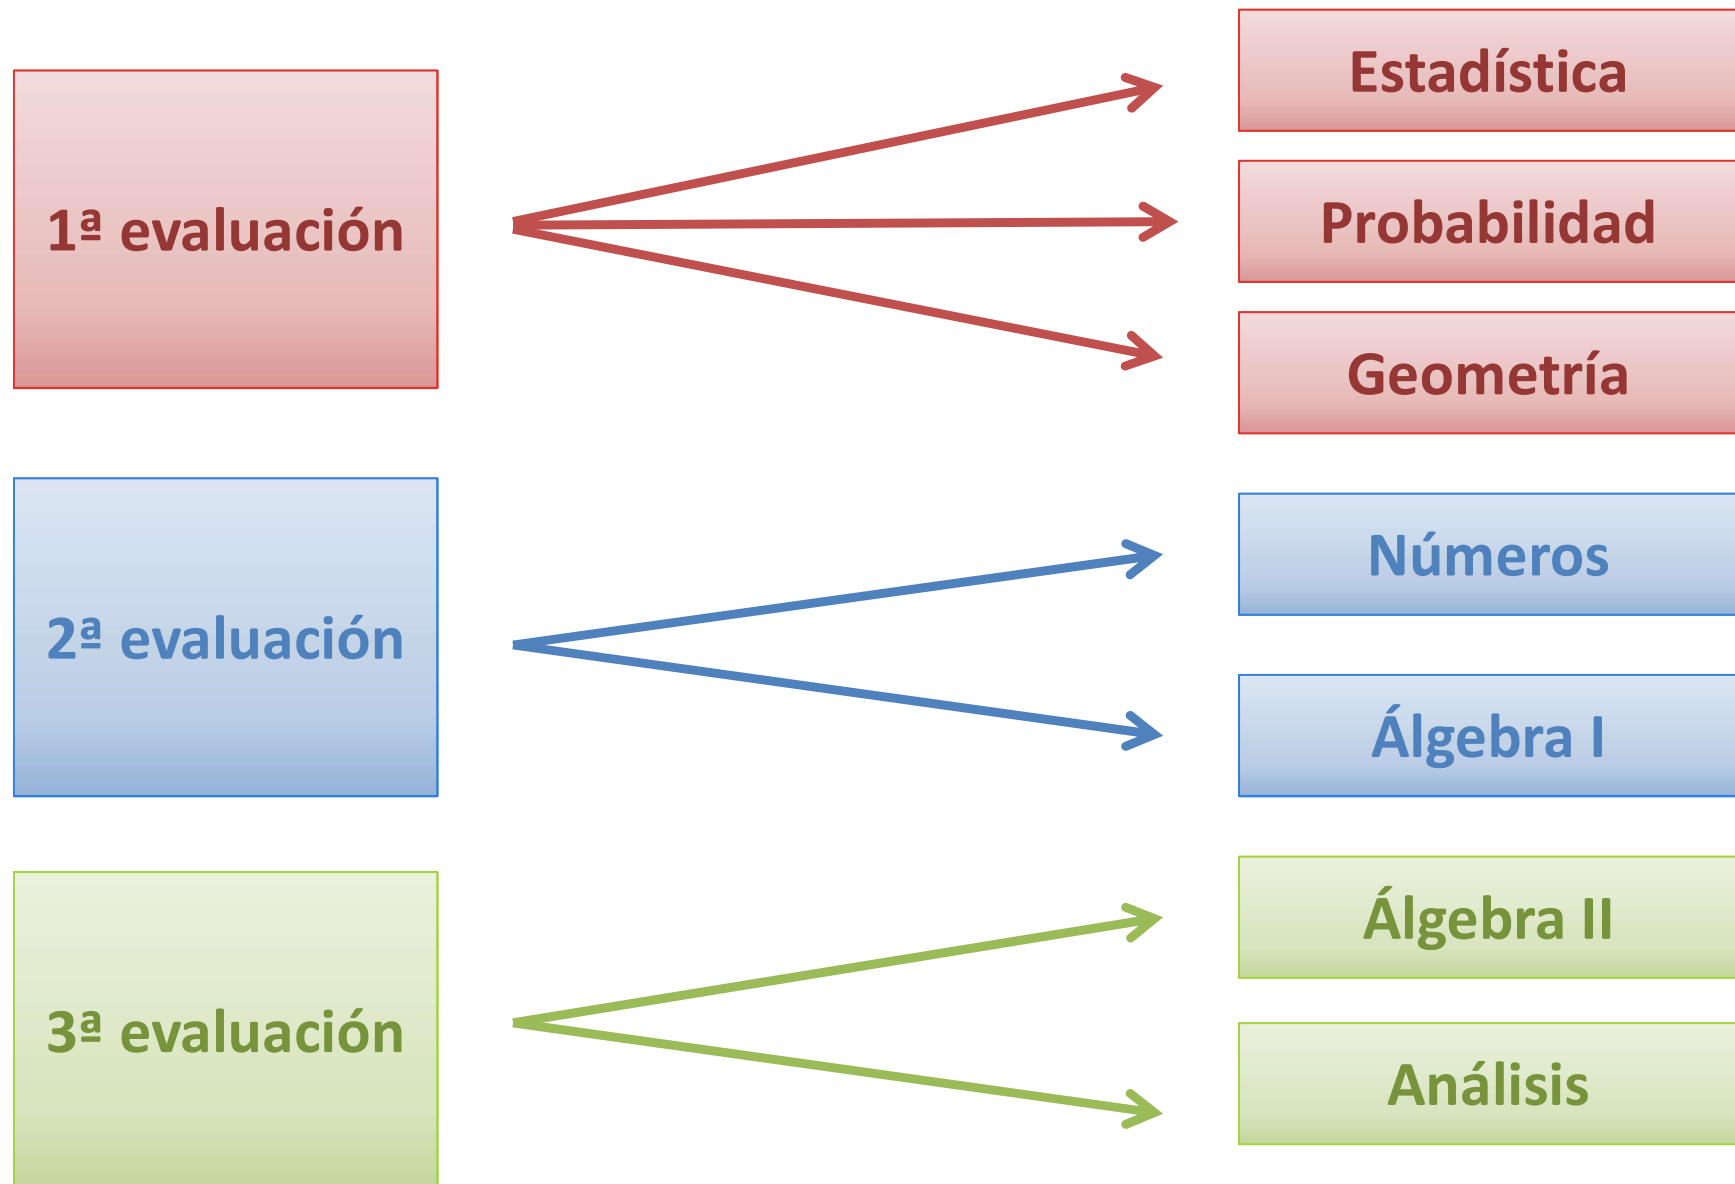 1ª evaluación
Estadística
Probabilidad
Geometría
2ª evaluación
Números
Álgebra I
3ª evaluación
Álgebra II
Análisis